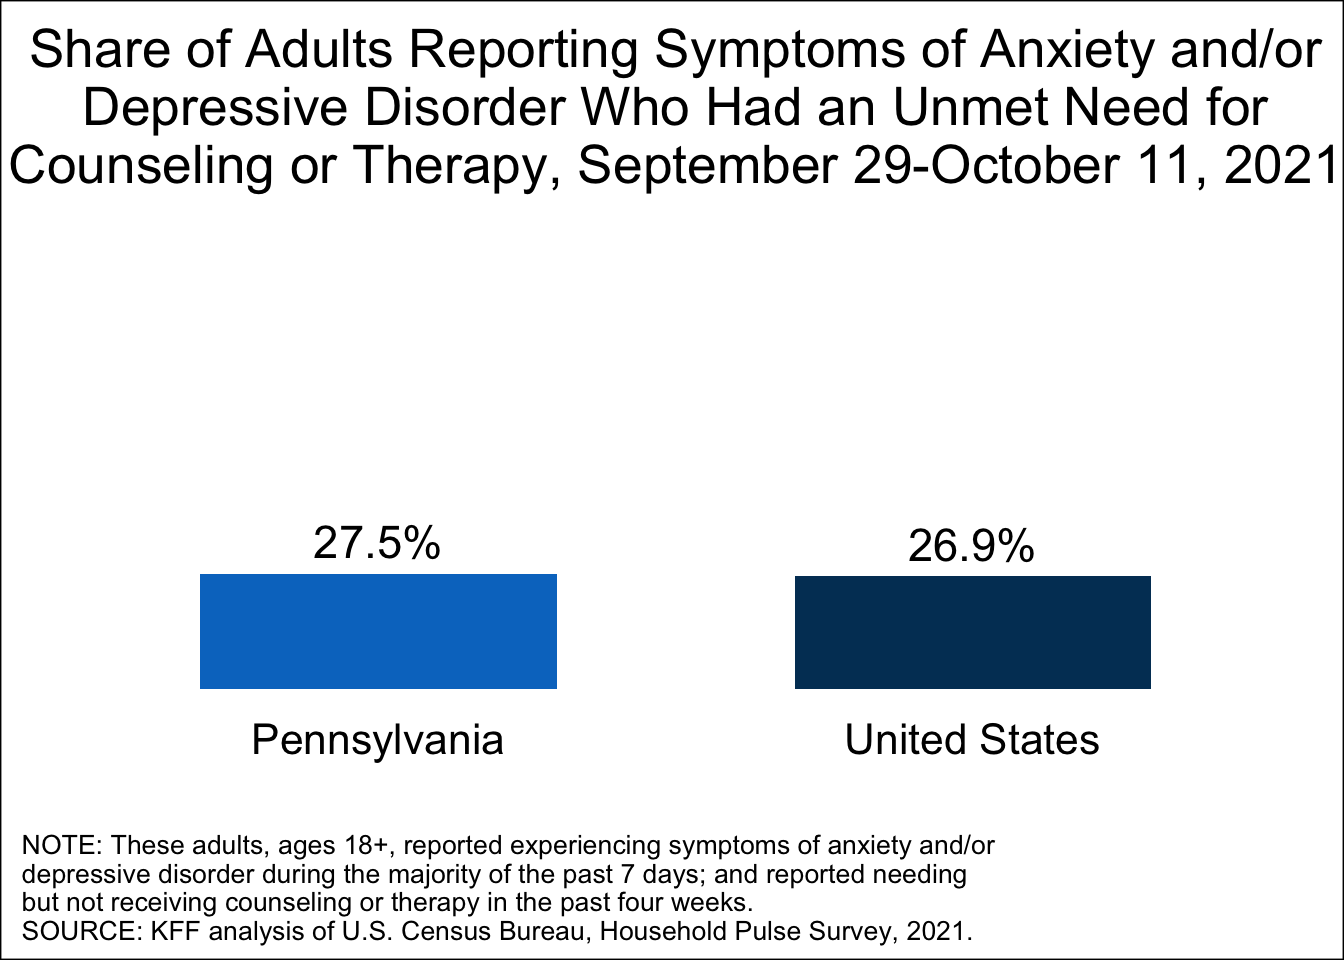 Share of Adults Reporting Symptoms of Anxiety and/or
Depressive Disorder Who Had an Unmet Need for
Counseling or Therapy, September 29-October 11, 2021
27.5%
26.9%
Pennsylvania
United States
NOTE: These adults, ages 18+, reported experiencing symptoms of anxiety and/or
depressive disorder during the majority of the past 7 days; and reported needing
but not receiving counseling or therapy in the past four weeks.
SOURCE: KFF analysis of U.S. Census Bureau, Household Pulse Survey, 2021.